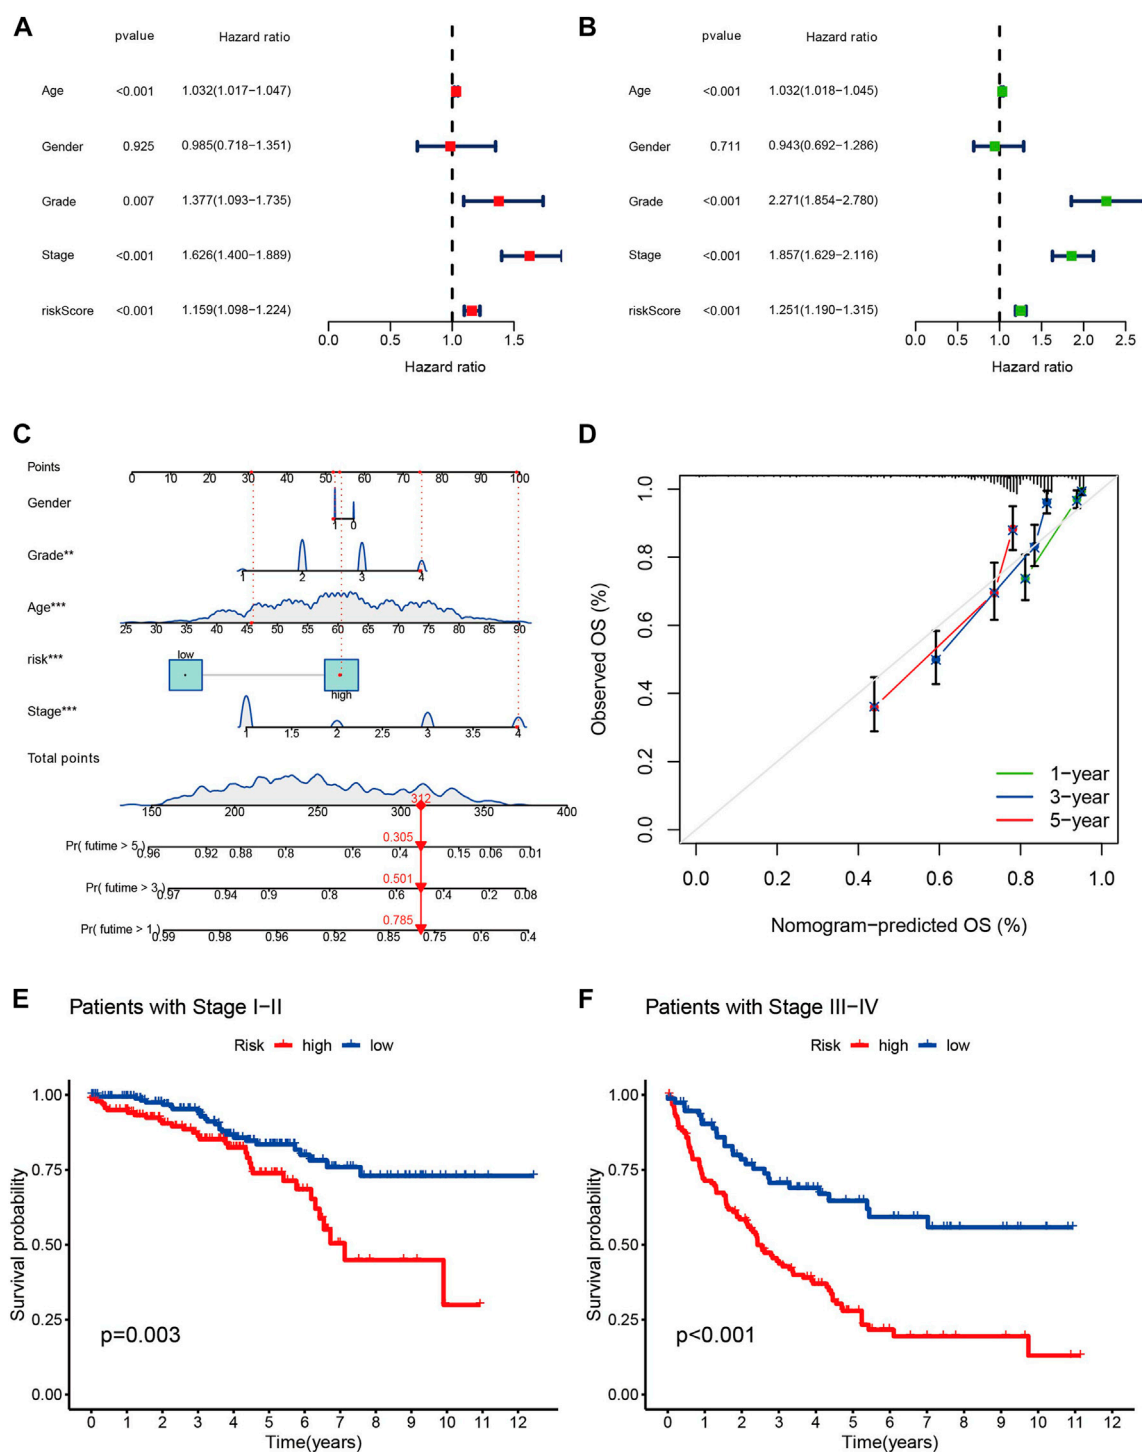 A
pvalue Hazard ratio
Age <0.001 1.032(1.017−1.047)
Gender 0.925 0.985(0.718−1.351)
Grade 0.007 1.377(1.093−1.735)
Stage <0.001 1.626(1.400−1.889)
riskScore <0.001 1.159(1.098−1.224)
0.0 0.5 1.0 1.5
Hazard ratio
B
pvalue Hazard ratio
Age <0.001 1.032(1.018−1.045)
Gender 0.711 0.943(0.692−1.286)
Grade <0.001 2.271(1.854−2.780)
Stage <0.001 1.857(1.629−2.116)
riskScore <0.001 1.251(1.190−1.315)
0.0 0.5 1.0 1.5 2.0 2.5
Hazard ratio
C
Points
0 10 20 30 40 50 60 70 80 90 100
Gender
1 0
Grade**
1 2 3 4
Age***
25 30 35 40 45 50 55 60 65 70 75 80 85 90
risk***
low
high
Stage***
1 1.5 2 2.5 3 3.5 4
Total points
312
150 200 250 300 350 400
0.305
Pr( futime > 5 )
0.96 0.92 0.88 0.8 0.6 0.4 0.15 0.06 0.01
0.501
Pr( futime > 3 )
0.97 0.94 0.9 0.8 0.6 0.4 0.2 0.08
0.785
Pr( futime > 1 )
0.99 0.98 0.96 0.92 0.85 0.75 0.6 0.4
D
Observed OS (%)
1.0
0.8
0.6
0.4
0.2
0.0
1−year
3−year
5−year
0.0 0.2 0.4 0.6 0.8 1.0
Nomogram−predicted OS (%)
E
Patients with Stage I−II
Risk high low
Survival probability
1.00
0.75
0.50
0.25
0.00
p=0.003
0 1 2 3 4 5 6 7 8 9 10 11 12
Time(years)
F
Patients with Stage III−IV
Risk high low
Survival probability
1.00
0.75
0.50
0.25
0.00
p<0.001
0 1 2 3 4 5 6 7 8 9 10 11 12
Time(years)